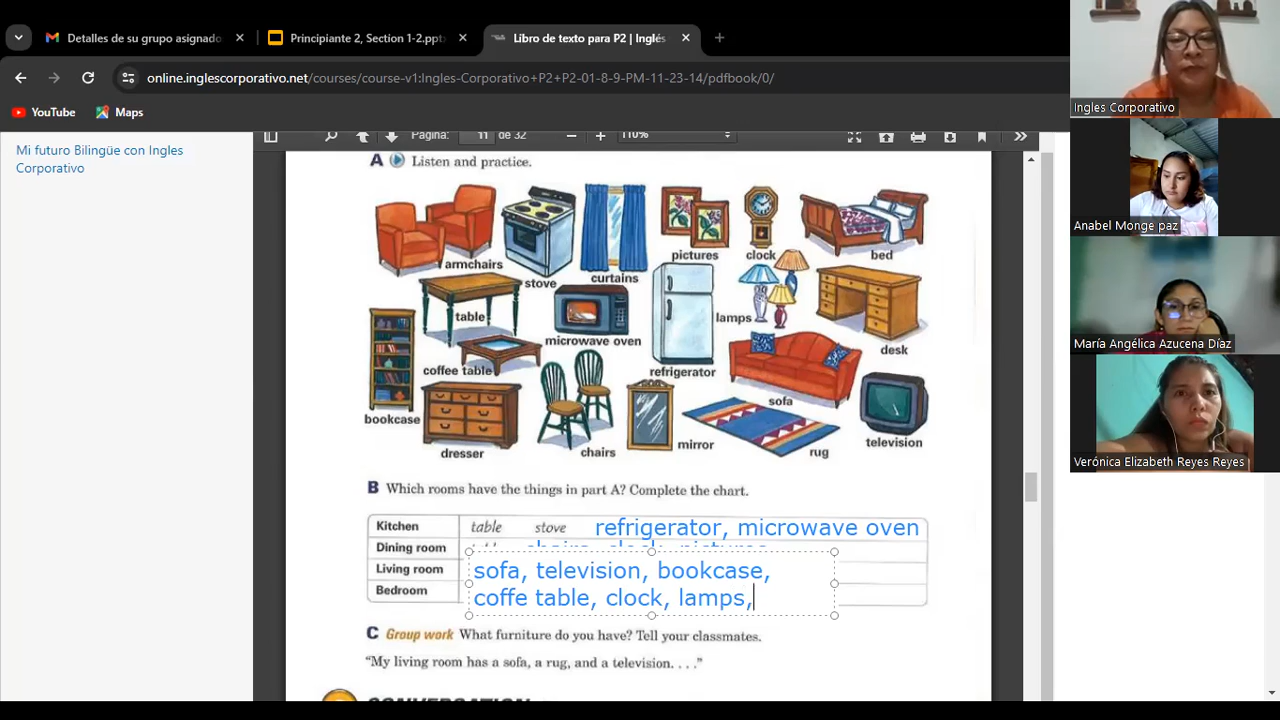 Detalles de su grupo asignado
Principiante 2, Section 1-2.pptx
Libro de texto para P2 | Inglés
online.inglescorporativo.net/courses/course-v1:Ingles-Corporativo+P2+P2-01-8-9-PM-11-23-14/pdfbook/0/
YouTube
Maps
Mi futuro Bilingüe con Ingles
Corporativo
Página: 11 de 32
110%
A Listen and practice.
armchairs
stove
curtains
pictures
clock
bed
table
microwave oven
lamps
desk
coffee table
refrigerator
sofa
bookcase
dresser
chairs
mirror
rug
television
B Which rooms have the things in part A? Complete the chart.
Kitchen table stove refrigerator, microwave oven
Dining room chairs, clock, pictures
Living room sofa, television, bookcase,
Bedroom coffe table, clock, lamps,
C Group work What furniture do you have? Tell your classmates.
“My living room has a sofa, a rug, and a television. . . .”
CONVERSATION
Ingles Corporativo
Anabel Monge paz
María Angélica Azucena Díaz
Verónica Elizabeth Reyes Reyes